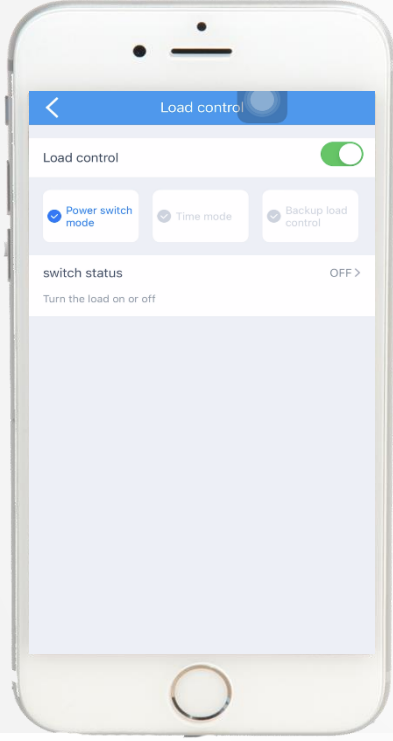 Load control
Load control
Power switch
mode
Time mode
Backup load
control
switch status
OFF
Turn the load on or off